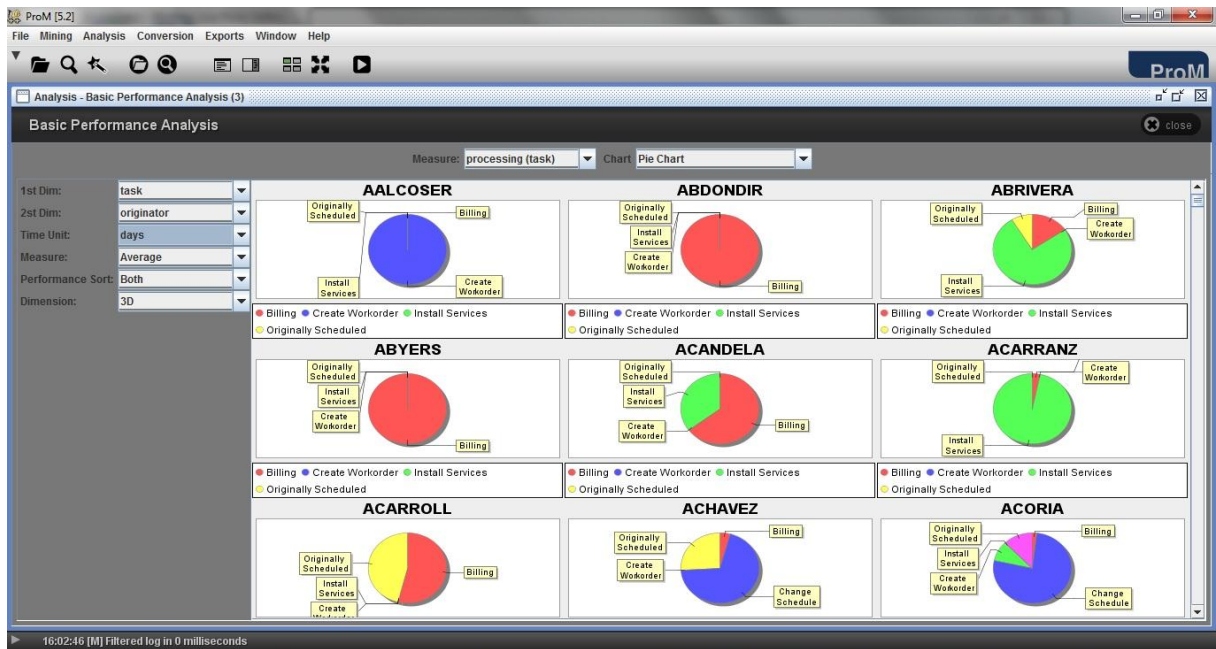 ProM [5.2]
File Mining Analysis Conversion Exports Window Help
ProM
Analysis - Basic Performance Analysis (3)
Basic Performance Analysis
close
Measure: processing (task) Chart Pie Chart
1st Dim: task
2st Dim: originator
Time Unit: days
Measure: Average
Performance Sort: Both
Dimension: 3D
AALCOSER
Originally
Scheduled
Billing
Install
Services
Create
Workorder
Billing Create Workorder Install Services
Originally Scheduled
ABDONDIR
Originally
Scheduled
Install
Services
Create
Workorder
Billing
Billing Create Workorder Install Services
Originally Scheduled
ABRIVERA
Originally
Scheduled
Billing
Create
Workorder
Install
Services
Billing Create Workorder Install Services
Originally Scheduled
ABYERS
Originally
Scheduled
Install
Services
Create
Workorder
Billing
Billing Create Workorder Install Services
Originally Scheduled
ACANDELA
Originally
Scheduled
Install
Services
Create
Workorder
Billing
Billing Create Workorder Install Services
Originally Scheduled
ACARRANZ
Originally
Scheduled
Create
Workorder
Install
Services
Billing Create Workorder Install Services
Originally Scheduled
ACARROLL
Originally
Scheduled
Install
Services
Create
Billing
ACHAVEZ
Originally
Scheduled
Create
Workorder
Billing
Change
Schedule
ACORIA
Originally
Scheduled
Install
Services
Create
Workorder
Billing
Change
Schedule
16:02:46 [M] Filtered log in 0 milliseconds